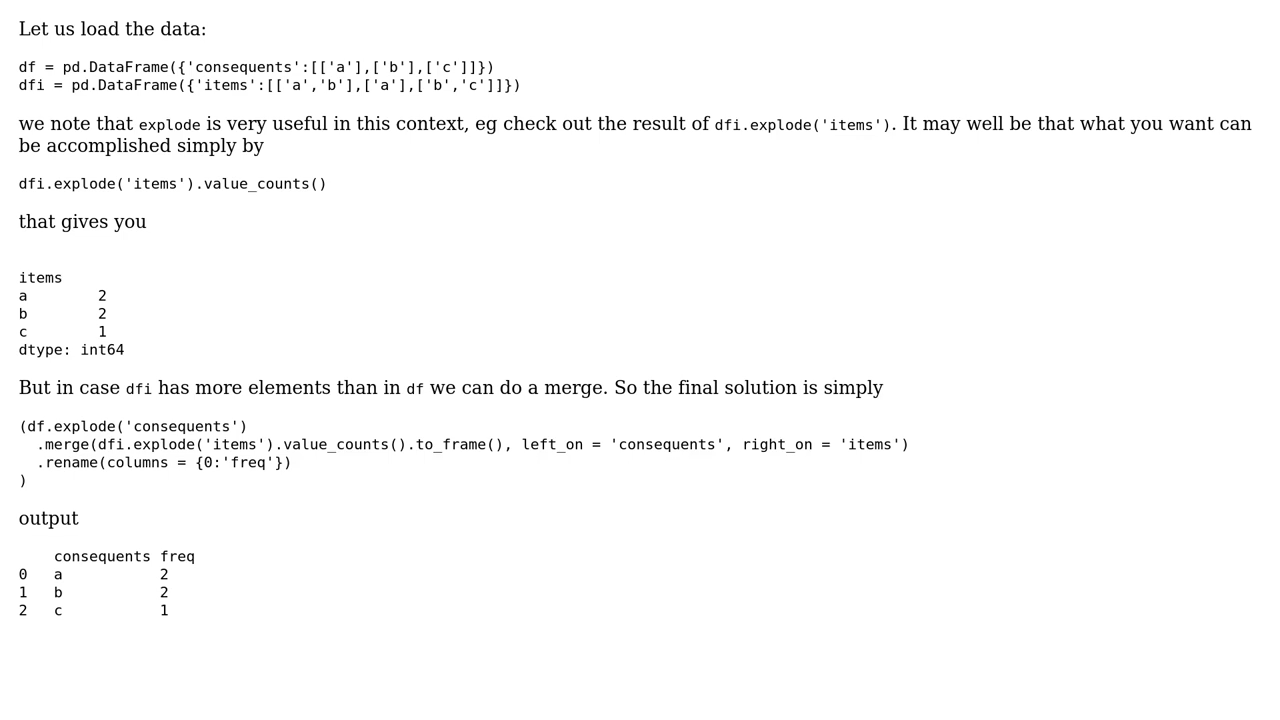 Let us load the data:
df = pd.DataFrame({'consequents':[['a'],['b'],['c']]})
dfi = pd.DataFrame({'items':[['a','b'],['a'],['b','c']]})
we note that explode is very useful in this context, eg check out the result of dfi.explode('items'). It may well be that what you want can
be accomplished simply by
dfi.explode('items').value_counts()
that gives you
items
a        2
b        2
c        1
dtype: int64
But in case dfi has more elements than in df we can do a merge. So the final solution is simply
(df.explode('consequents')
  .merge(dfi.explode('items').value_counts().to_frame(), left_on = 'consequents', right_on = 'items')
  .rename(columns = {0:'freq'})
)
output
    consequents freq
0   a           2
1   b           2
2   c           1